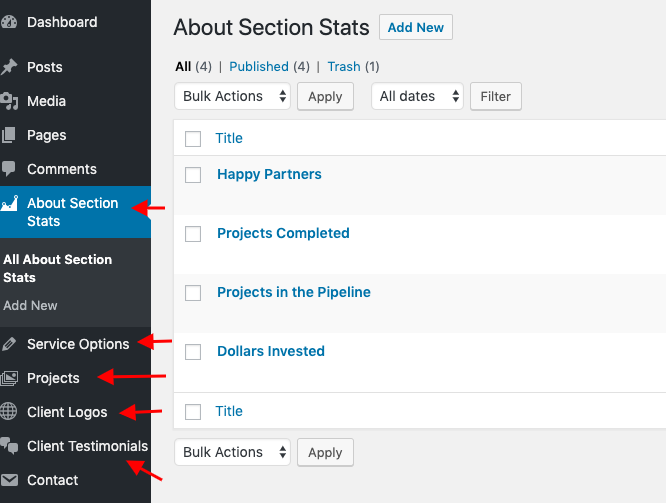 Dashboard
Posts
Media
Pages
Comments
About Section
Stats
All About Section
Stats
Add New
Service Options
Projects
Client Logos
Client Testimonials
Contact
About Section Stats Add New
All (4) | Published (4) | Trash (1)
Bulk Actions Apply All dates Filter
Title
Happy Partners
Projects Completed
Projects in the Pipeline
Dollars Invested
Title
Bulk Actions Apply